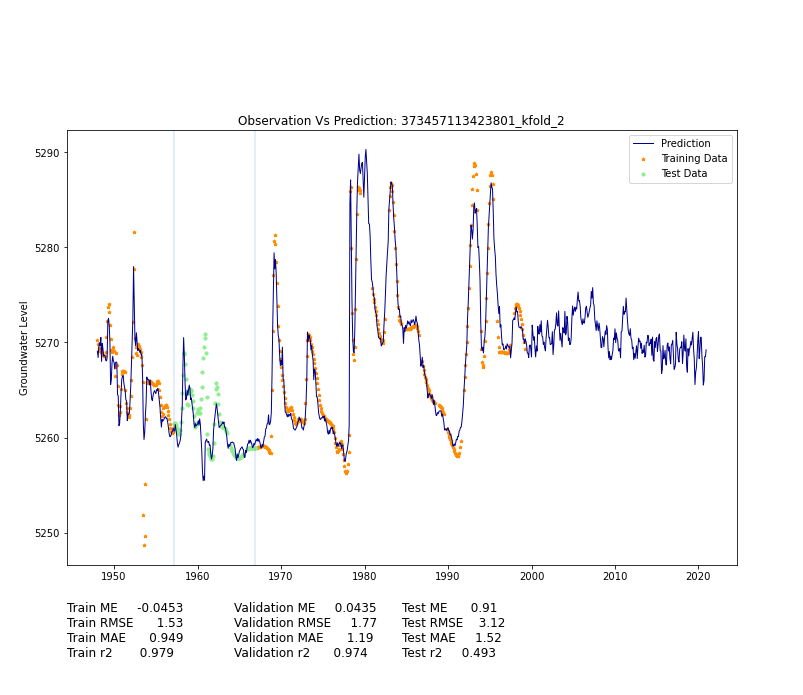 Observation Vs Prediction: 373457113423801_kfold_2
Prediction
Training Data
Test Data
Groundwater Level
5290
5280
5270
5260
5250
1950 1960 1970 1980 1990 2000 2010 2020
Train ME -0.0453 Validation ME 0.0435 Test ME 0.91
Train RMSE 1.53 Validation RMSE 1.77 Test RMSE 3.12
Train MAE 0.949 Validation MAE 1.19 Test MAE 1.52
Train r2 0.979 Validation r2 0.974 Test r2 0.493